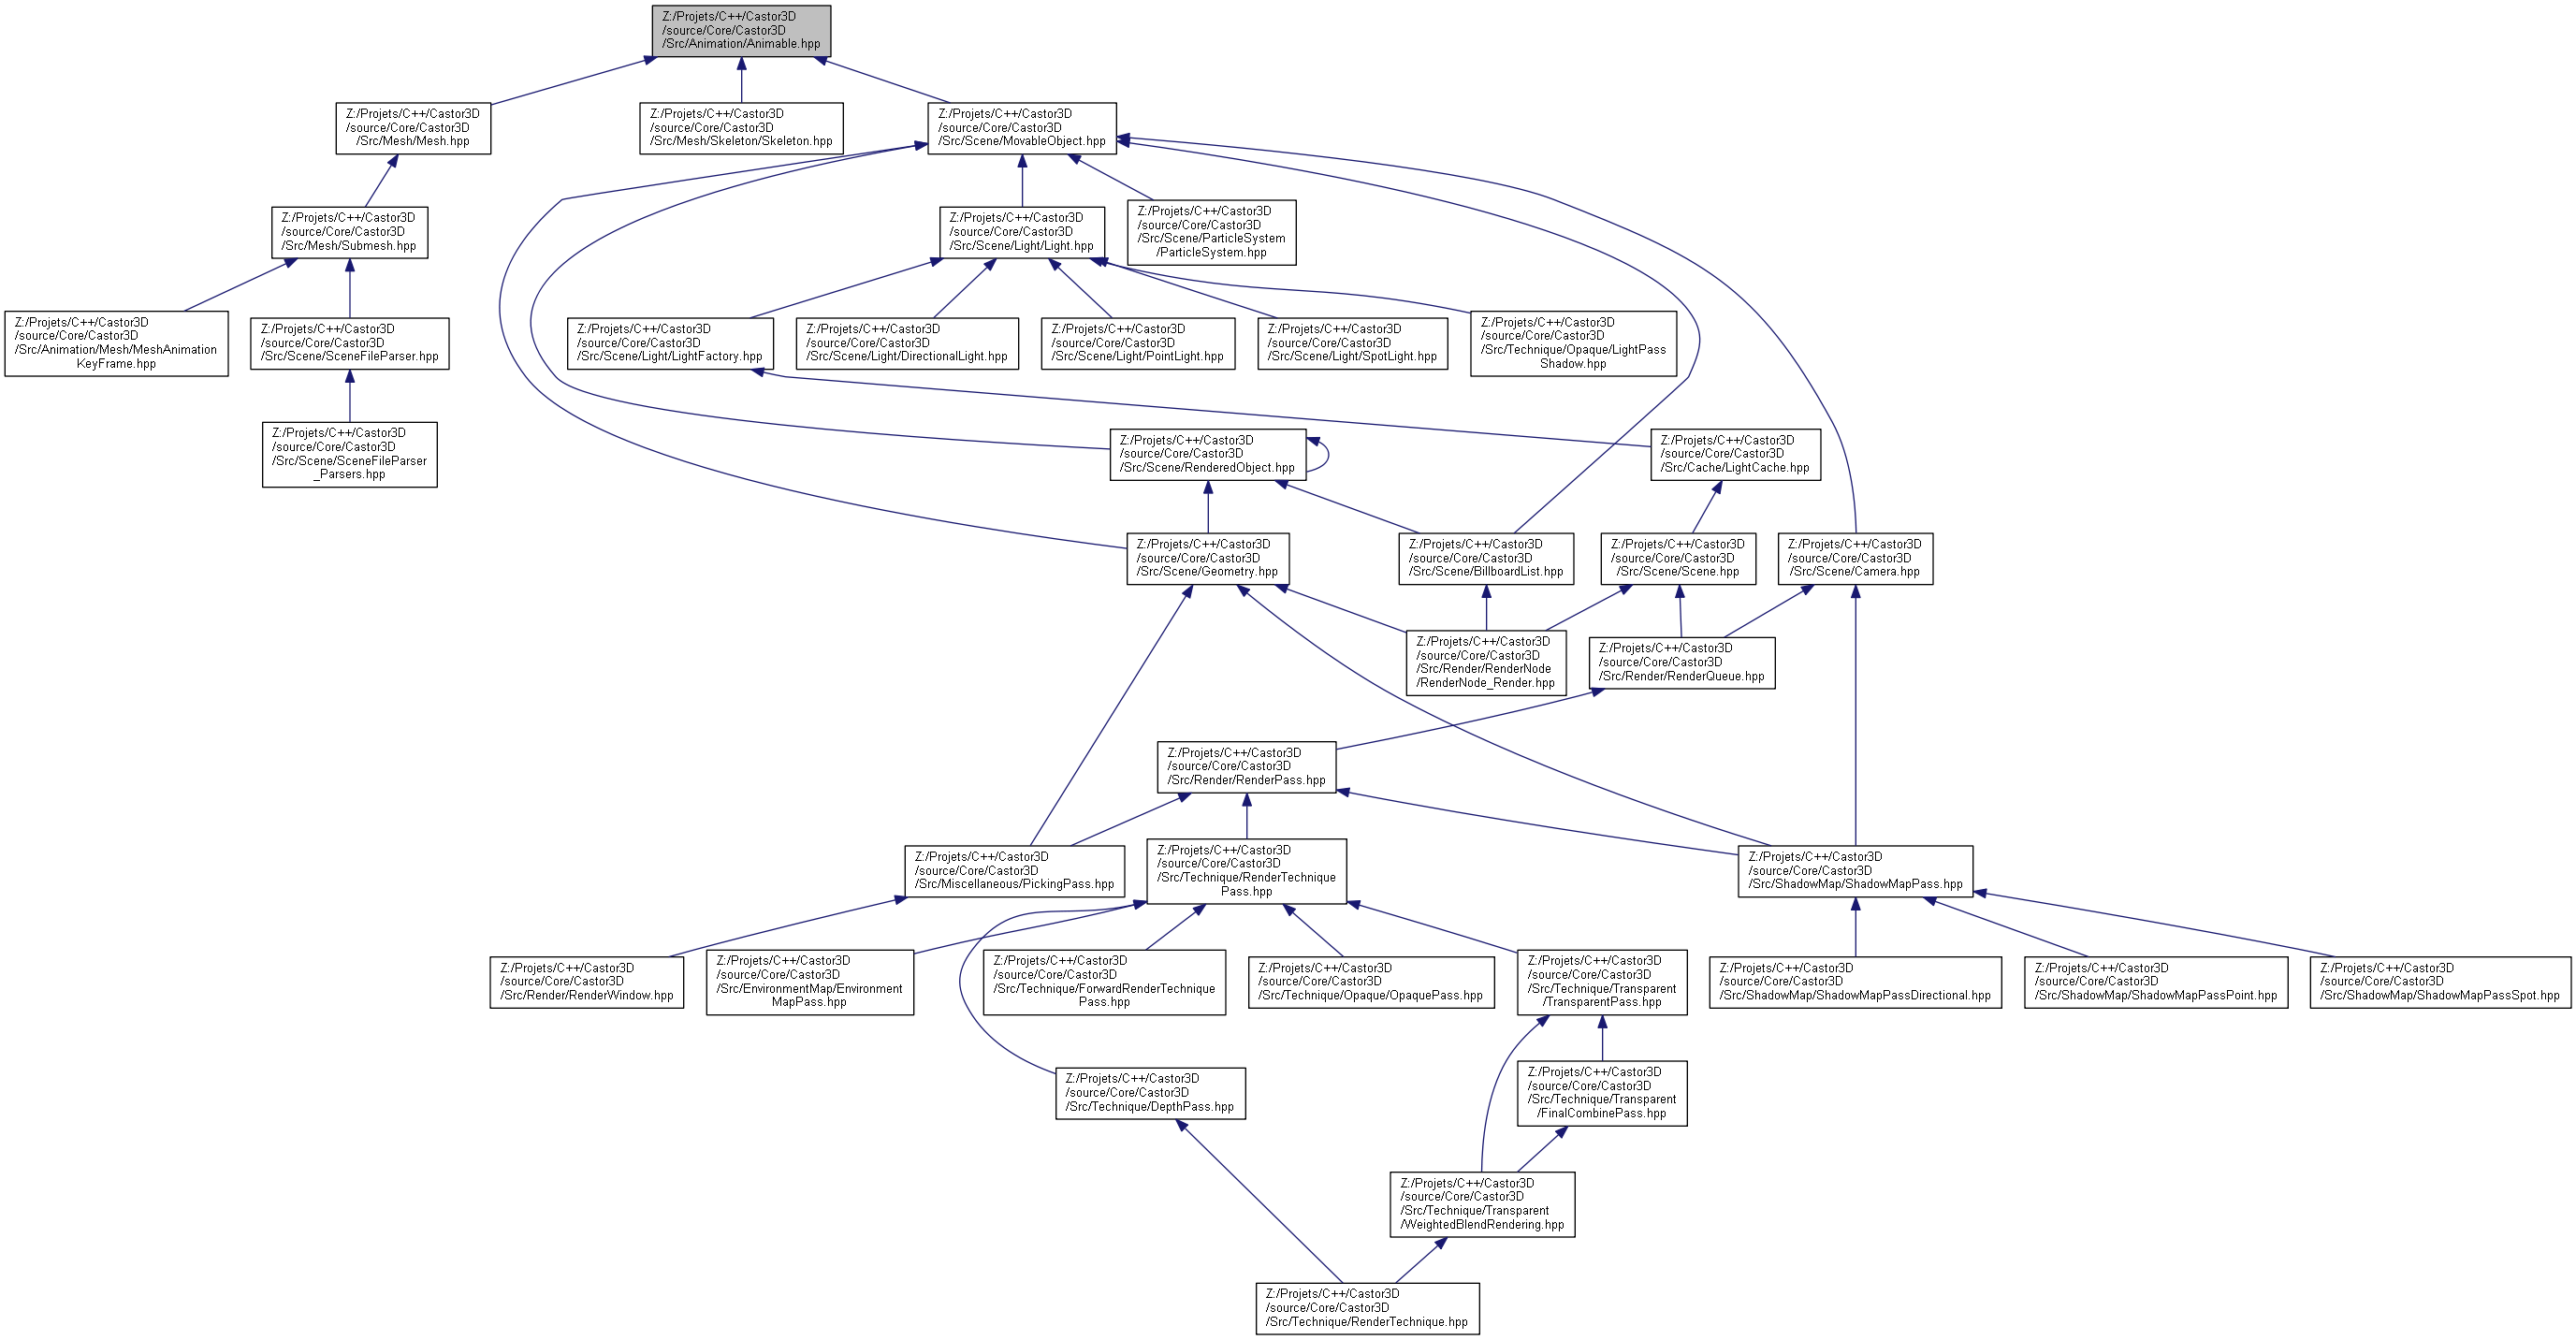 Z:/Projets/C++/Castor3D
/source/Core/Castor3D
/Src/Animation/Animable.hpp
Z:/Projets/C++/Castor3D
/source/Core/Castor3D
/Src/Mesh/Mesh.hpp
Z:/Projets/C++/Castor3D
/source/Core/Castor3D
/Src/Mesh/Skeleton/Skeleton.hpp
Z:/Projets/C++/Castor3D
/source/Core/Castor3D
/Src/Scene/MovableObject.hpp
Z:/Projets/C++/Castor3D
/source/Core/Castor3D
/Src/Mesh/Submesh.hpp
Z:/Projets/C++/Castor3D
/source/Core/Castor3D
/Src/Scene/Light/Light.hpp
Z:/Projets/C++/Castor3D
/source/Core/Castor3D
/Src/Scene/ParticleSystem
/ParticleSystem.hpp
Z:/Projets/C++/Castor3D
/source/Core/Castor3D
/Src/Animation/Mesh/MeshAnimation
KeyFrame.hpp
Z:/Projets/C++/Castor3D
/source/Core/Castor3D
/Src/Scene/SceneFileParser.hpp
Z:/Projets/C++/Castor3D
/source/Core/Castor3D
/Src/Scene/Light/LightFactory.hpp
Z:/Projets/C++/Castor3D
/source/Core/Castor3D
/Src/Scene/Light/DirectionalLight.hpp
Z:/Projets/C++/Castor3D
/source/Core/Castor3D
/Src/Scene/Light/PointLight.hpp
Z:/Projets/C++/Castor3D
/source/Core/Castor3D
/Src/Scene/Light/SpotLight.hpp
Z:/Projets/C++/Castor3D
/source/Core/Castor3D
/Src/Technique/Opaque/LightPass
Shadow.hpp
Z:/Projets/C++/Castor3D
/source/Core/Castor3D
/Src/Scene/SceneFileParser
_Parsers.hpp
Z:/Projets/C++/Castor3D
/source/Core/Castor3D
/Src/Scene/RenderedObject.hpp
Z:/Projets/C++/Castor3D
/source/Core/Castor3D
/Src/Cache/LightCache.hpp
Z:/Projets/C++/Castor3D
/source/Core/Castor3D
/Src/Scene/Geometry.hpp
Z:/Projets/C++/Castor3D
/source/Core/Castor3D
/Src/Scene/BillboardList.hpp
Z:/Projets/C++/Castor3D
/source/Core/Castor3D
/Src/Scene/Scene.hpp
Z:/Projets/C++/Castor3D
/source/Core/Castor3D
/Src/Scene/Camera.hpp
Z:/Projets/C++/Castor3D
/source/Core/Castor3D
/Src/Render/RenderNode
/RenderNode_Render.hpp
Z:/Projets/C++/Castor3D
/source/Core/Castor3D
/Src/Render/RenderQueue.hpp
Z:/Projets/C++/Castor3D
/source/Core/Castor3D
/Src/Render/RenderPass.hpp
Z:/Projets/C++/Castor3D
/source/Core/Castor3D
/Src/Miscellaneous/PickingPass.hpp
Z:/Projets/C++/Castor3D
/source/Core/Castor3D
/Src/Technique/RenderTechnique
Pass.hpp
Z:/Projets/C++/Castor3D
/source/Core/Castor3D
/Src/ShadowMap/ShadowMapPass.hpp
Z:/Projets/C++/Castor3D
/source/Core/Castor3D
/Src/Render/RenderWindow.hpp
Z:/Projets/C++/Castor3D
/source/Core/Castor3D
/Src/EnvironmentMap/Environment
MapPass.hpp
Z:/Projets/C++/Castor3D
/source/Core/Castor3D
/Src/Technique/ForwardRenderTechnique
Pass.hpp
Z:/Projets/C++/Castor3D
/source/Core/Castor3D
/Src/Technique/Opaque/OpaquePass.hpp
Z:/Projets/C++/Castor3D
/source/Core/Castor3D
/Src/Technique/Transparent
/TransparentPass.hpp
Z:/Projets/C++/Castor3D
/source/Core/Castor3D
/Src/ShadowMap/ShadowMapPassDirectional.hpp
Z:/Projets/C++/Castor3D
/source/Core/Castor3D
/Src/ShadowMap/ShadowMapPassPoint.hpp
Z:/Projets/C++/Castor3D
/source/Core/Castor3D
/Src/ShadowMap/ShadowMapPassSpot.hpp
Z:/Projets/C++/Castor3D
/source/Core/Castor3D
/Src/Technique/DepthPass.hpp
Z:/Projets/C++/Castor3D
/source/Core/Castor3D
/Src/Technique/Transparent
/FinalCombinePass.hpp
Z:/Projets/C++/Castor3D
/source/Core/Castor3D
/Src/Technique/Transparent
/WeightedBlendRendering.hpp
Z:/Projets/C++/Castor3D
/source/Core/Castor3D
/Src/Technique/RenderTechnique.hpp